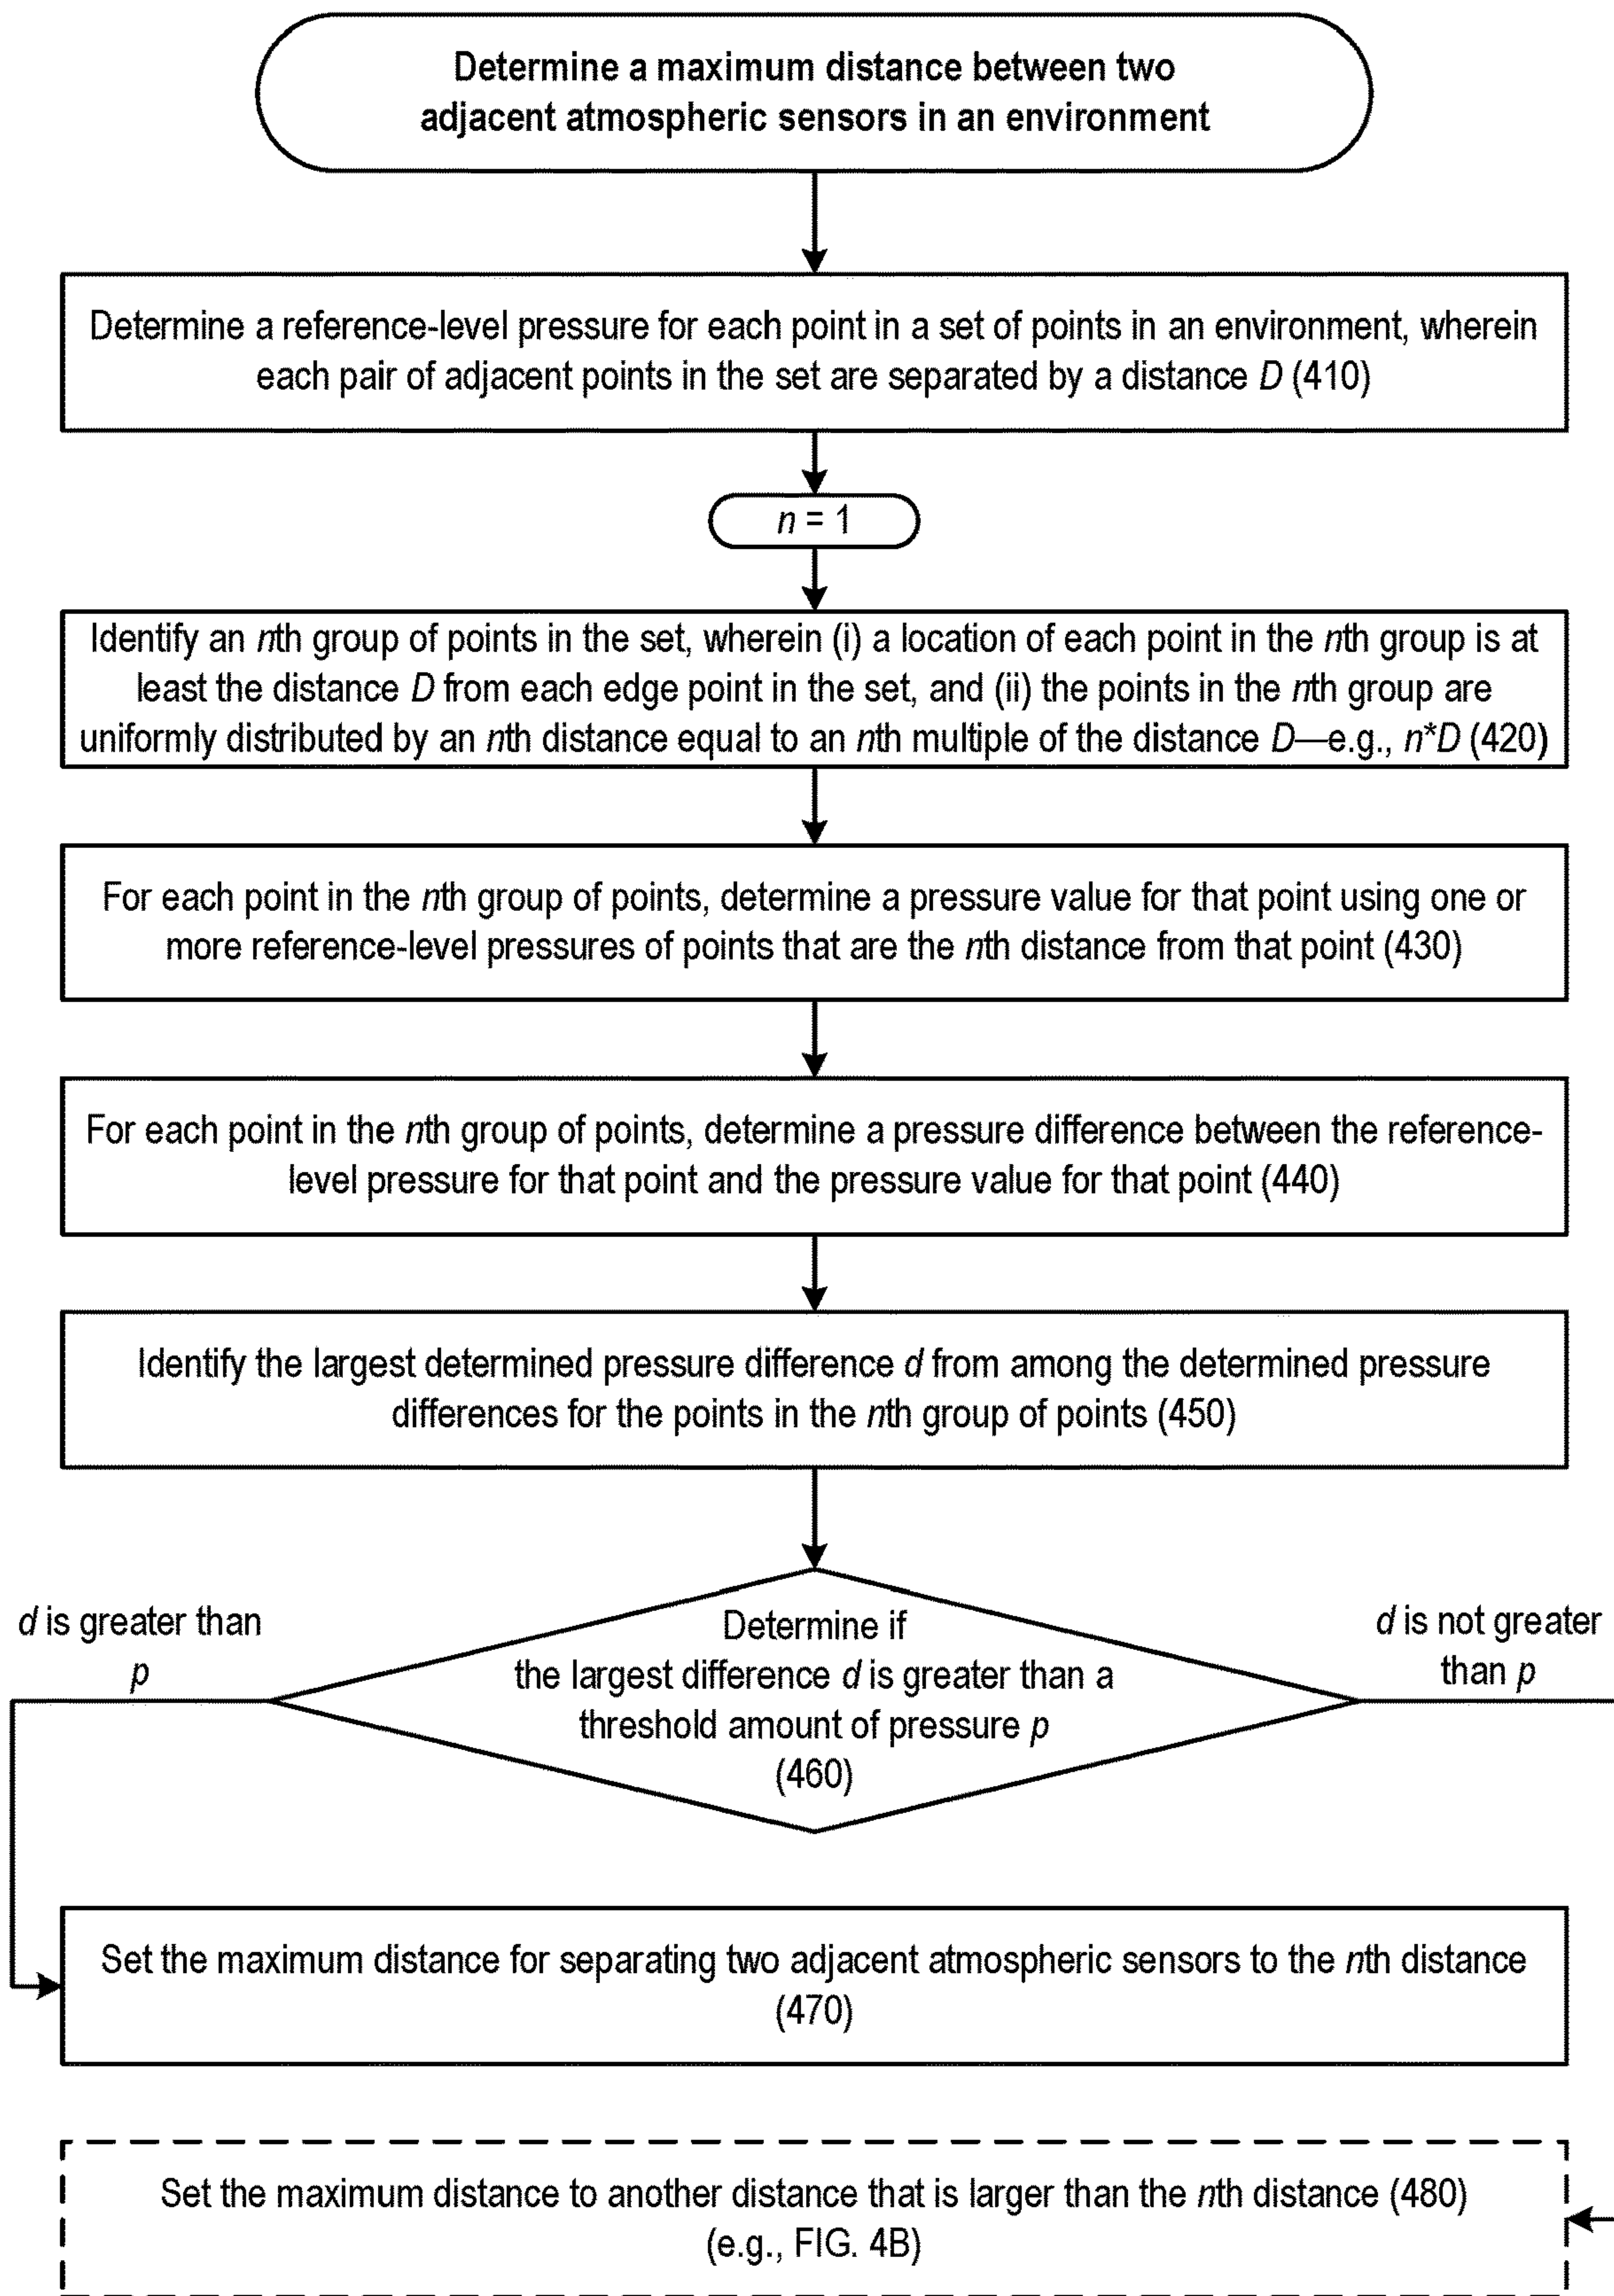 Determine a maximum distance between two
adjacent atmospheric sensors in an environment
Determine a reference-level pressure for each point in a set of points in an environment, wherein
each pair of adjacent points in the set are separated by a distance D (410)
n = 1
Identify an nth group of points in the set, wherein (i) a location of each point in the nth group is at
least the distance D from each edge point in the set, and (ii) the points in the nth group are
uniformly distributed by an nth distance equal to an nth multiple of the distance D—e.g., n*D (420)
For each point in the nth group of points, determine a pressure value for that point using one or
more reference-level pressures of points that are the nth distance from that point (430)
For each point in the nth group of points, determine a pressure difference between the reference-
level pressure for that point and the pressure value for that point (440)
Identify the largest determined pressure difference d from among the determined pressure
differences for the points in the nth group of points (450)
d is greater than
p
Determine if
the largest difference d is greater than a
threshold amount of pressure p
(460)
d is not greater
than p
Set the maximum distance for separating two adjacent atmospheric sensors to the nth distance
(470)
Set the maximum distance to another distance that is larger than the nth distance (480)
(e.g., FIG. 4B)